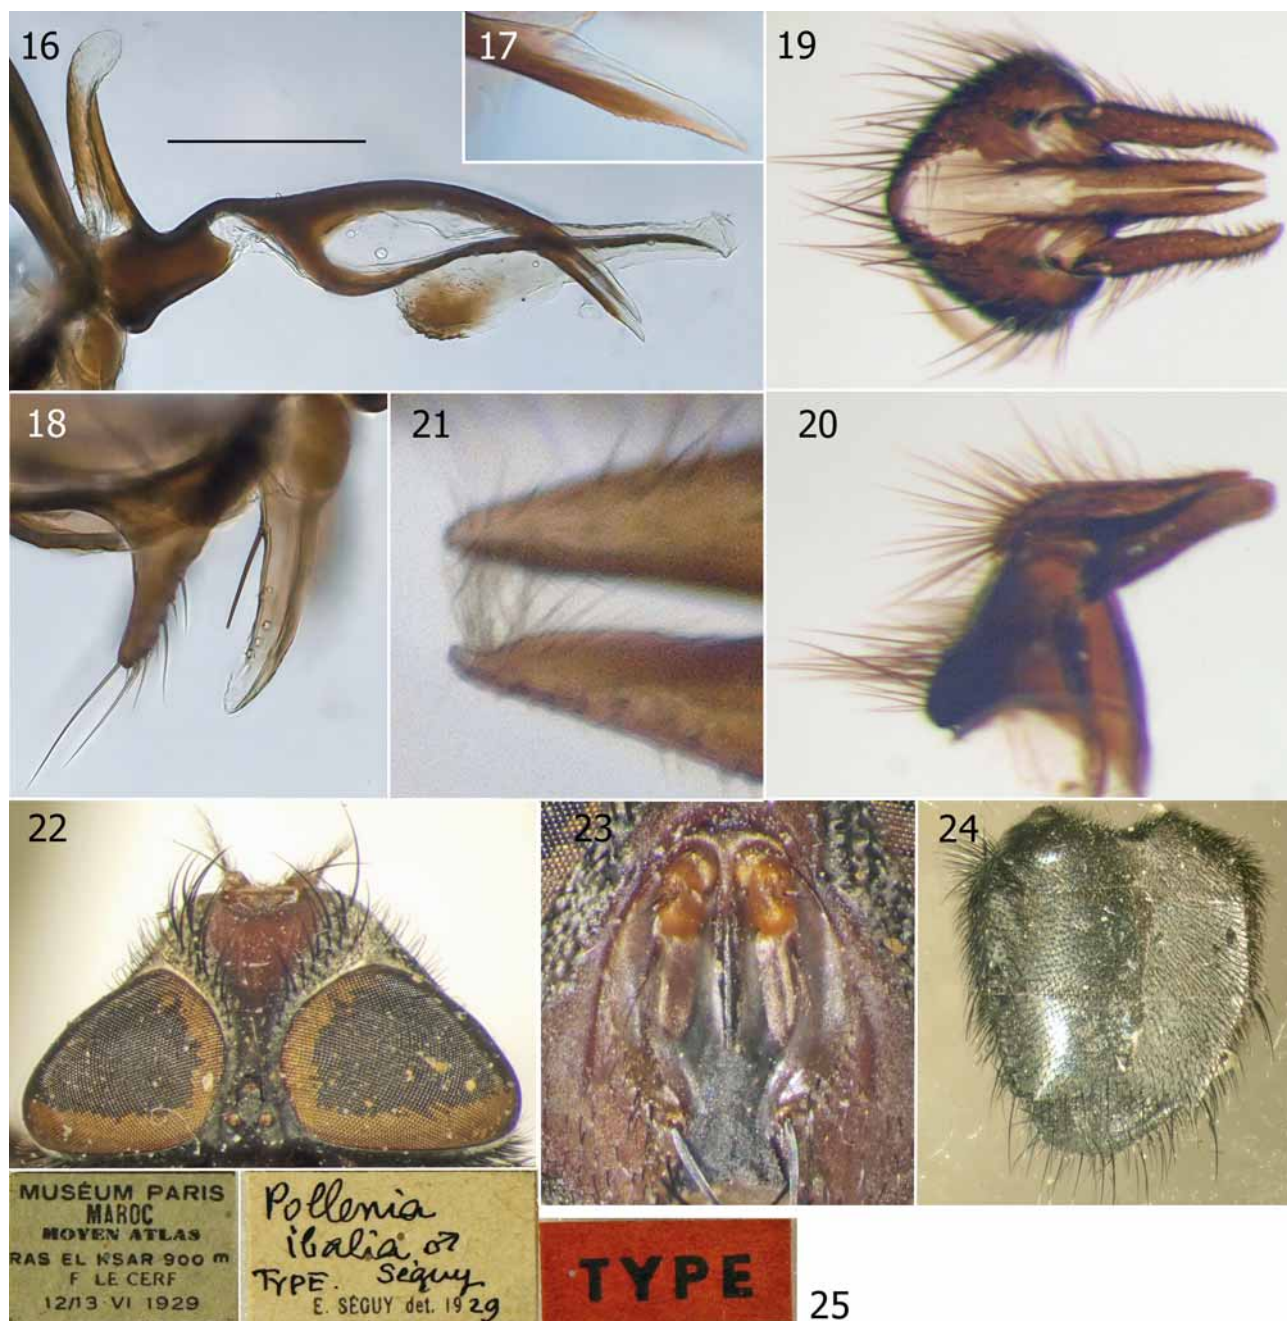 16
17
19
18
21
20
22
23
24
MUSÉUM PARIS
MAROC
MOYEN ATLAS
RAS EL KSAR 900 m
F LE CERF
12/13 VI 1929
Pollenia
ibalia ♂
TYPE. Séguy
E. SÉGUY det. 1929
TYPE
25